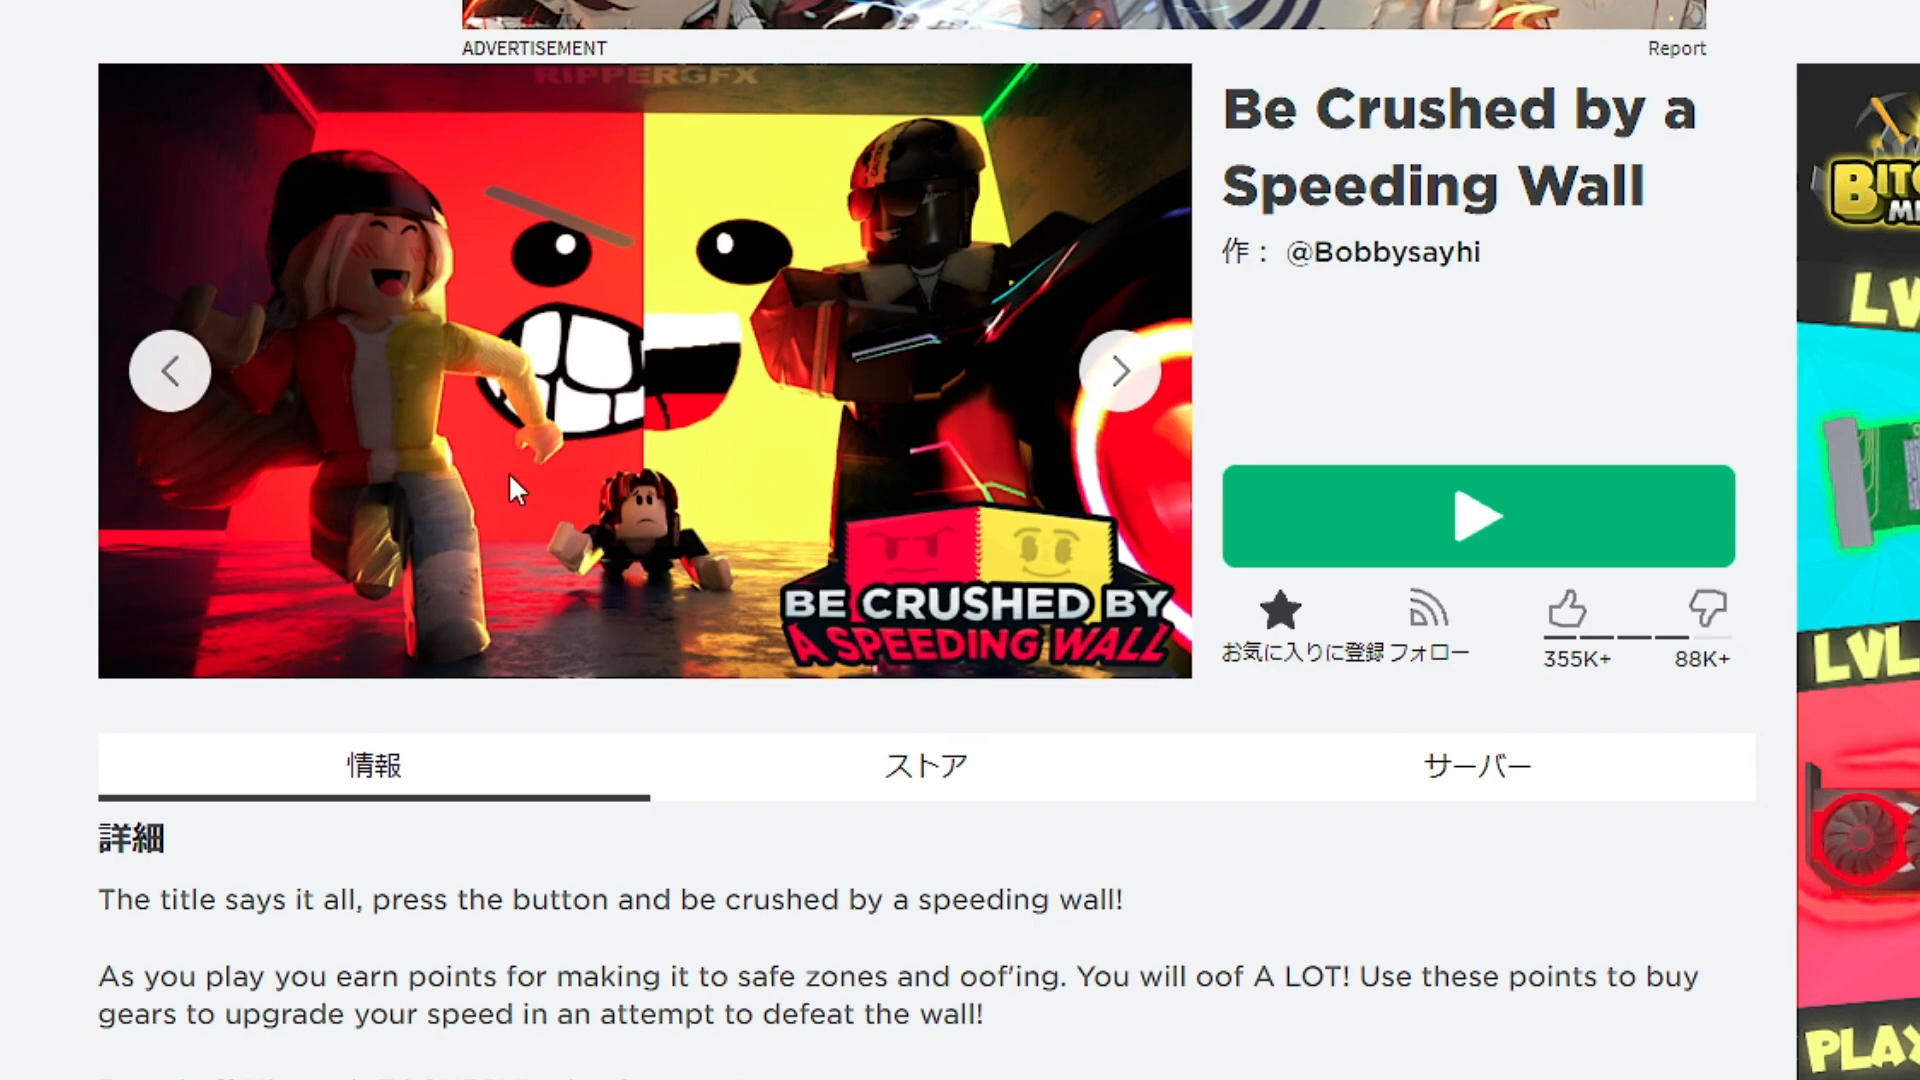 ADVERTISEMENT
Report
RIPPERGFX
Be Crushed by a
Speeding Wall
作： @Bobbysayhi
BE CRUSHED BY
A SPEEDING WALL
お気に入りに登録 フォロー
355K+
88K+
情報
ストア
サーバー
詳細
The title says it all, press the button and be crushed by a speeding wall!
As you play you earn points for making it to safe zones and oof'ing. You will oof A LOT! Use these points to buy
gears to upgrade your speed in an attempt to defeat the wall!